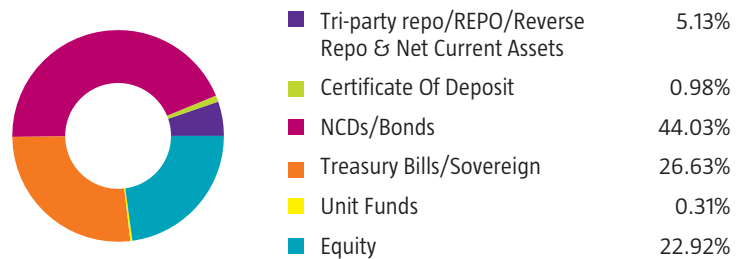 Tri-party repo/REPO/Reverse 5.13%
Repo & Net Current Assets
Certificate Of Deposit 0.98%
NCDs/Bonds 44.03%
Treasury Bills/Sovereign 26.63%
Unit Funds 0.31%
Equity 22.92%